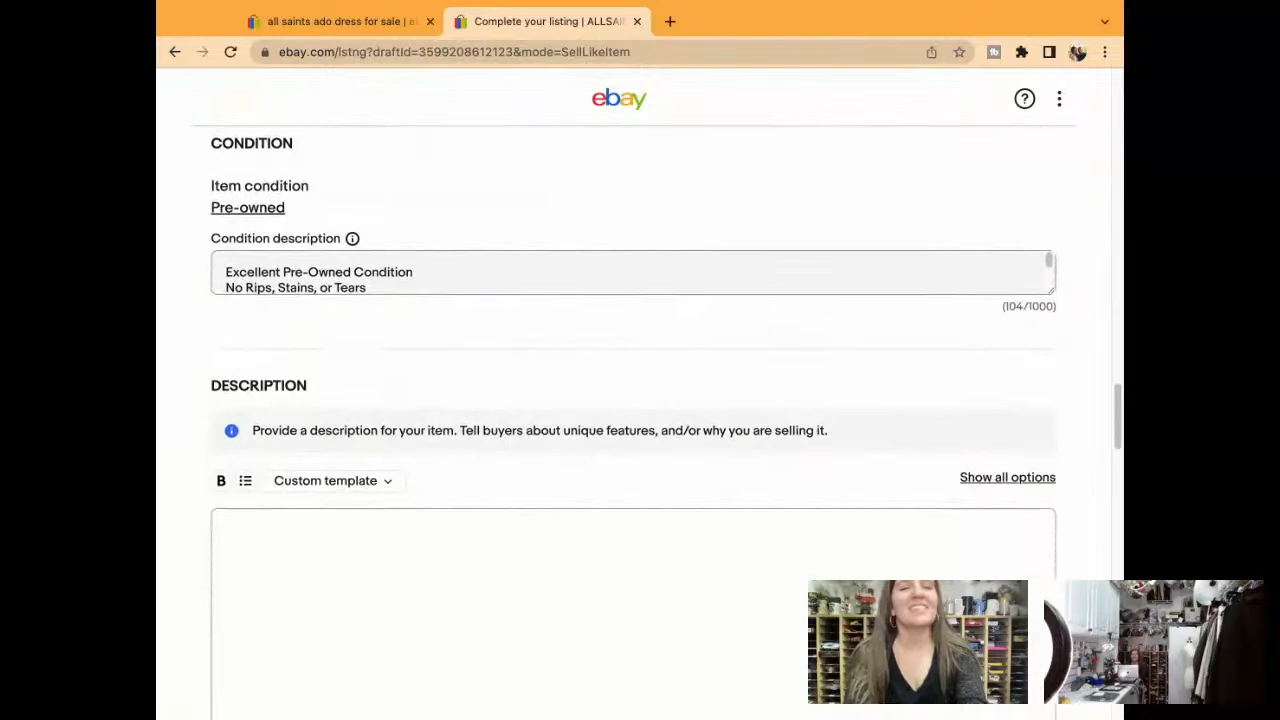 all saints ado dress for sale | e
Complete your listing | ALLSAI
ebay.com/lstng?draftId=3599208612123&mode=SellLikeItem
ebay
CONDITION
Item condition
Pre-owned
Condition description
Excellent Pre-Owned Condition
No Rips, Stains, or Tears
(104/1000)
DESCRIPTION
Provide a description for your item. Tell buyers about unique features, and/or why you are selling it.
B
Custom template
Show all options